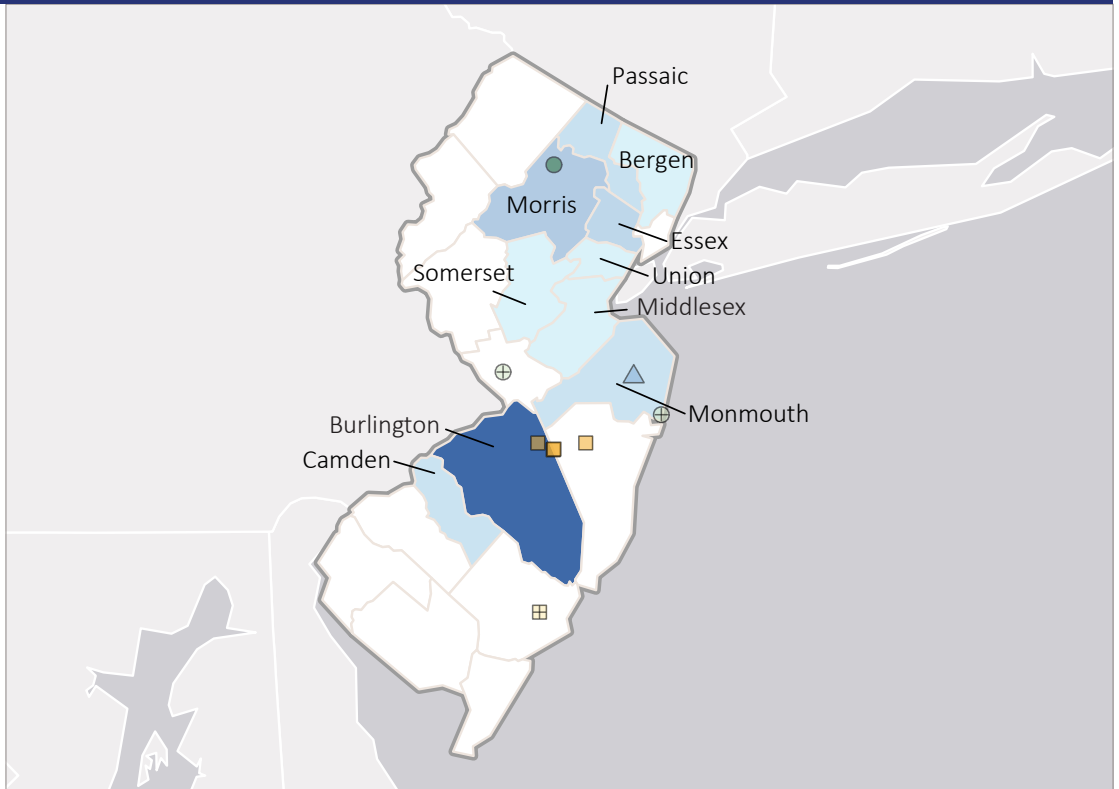 Passaic
Bergen
Morris
Essex
Somerset
Union
Middlesex
Monmouth
Burlington
Camden